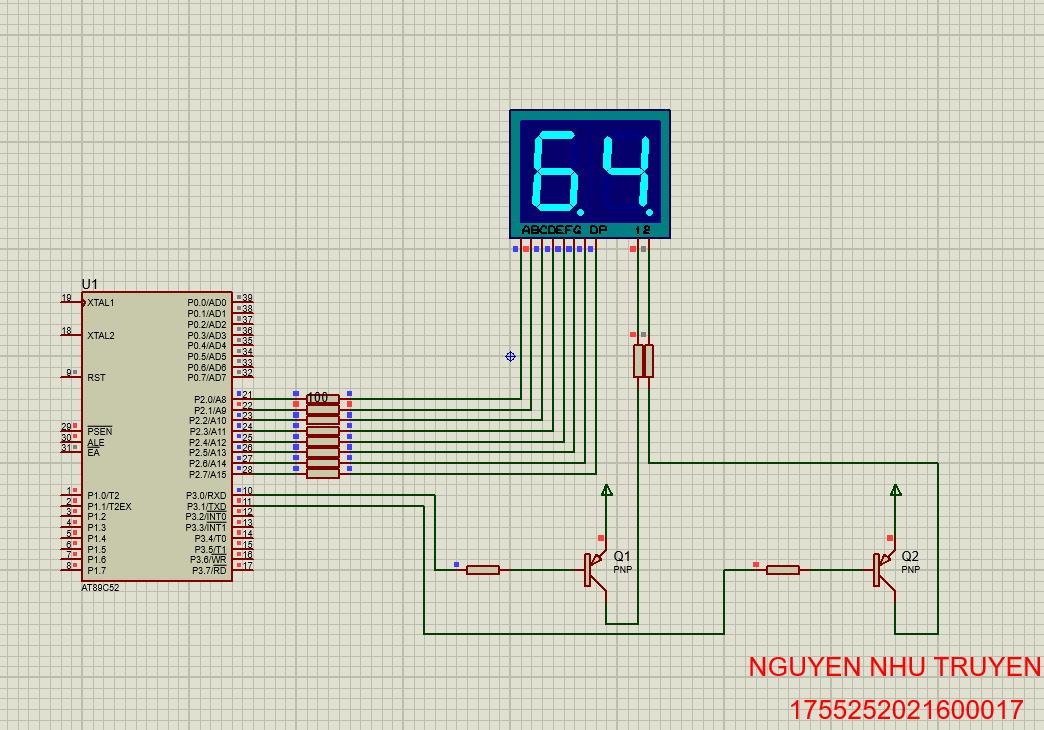 6.4.
ABCDEFG DP 12
U1
19 XTAL1 P0.0/AD0 39
P0.1/AD1 38
P0.2/AD2 37
18 XTAL2 P0.3/AD3 36
P0.4/AD4 35
P0.5/AD5 34
P0.6/AD6 33
9 RST P0.7/AD7 32
P2.0/A8 21 100
P2.1/A9 22
P2.2/A10 23
29 PSEN P2.3/A11 24
30 ALE P2.4/A12 25
31 EA P2.5/A13 26
P2.6/A14 27
P2.7/A15 28
1 P1.0/T2 P3.0/RXD 10
2 P1.1/T2EX P3.1/TXD 11
3 P1.2 P3.2/INT0 12
4 P1.3 P3.3/INT1 13
5 P1.4 P3.4/T0 14
6 P1.5 P3.5/T1 15
7 P1.6 P3.6/WR 16
8 P1.7 P3.7/RD 17
AT89C52
Q1
PNP
Q2
PNP
NGUYEN NHU TRUYEN
1755252021600017